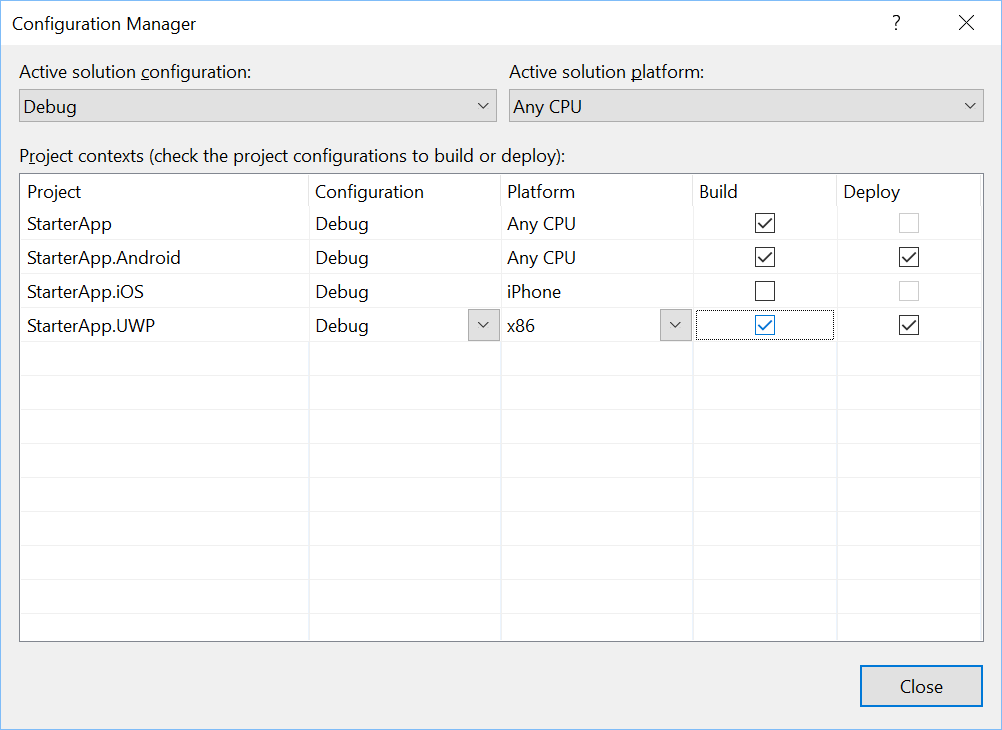 Configuration Manager ?
Active solution configuration: Active solution platform:
Debug Any CPU
Project contexts (check the project configurations to build or deploy):
Project Configuration Platform Build Deploy
StarterApp Debug Any CPU
StarterApp.Android Debug Any CPU
StarterApp.iOS Debug iPhone
StarterApp.UWP Debug x86
Close